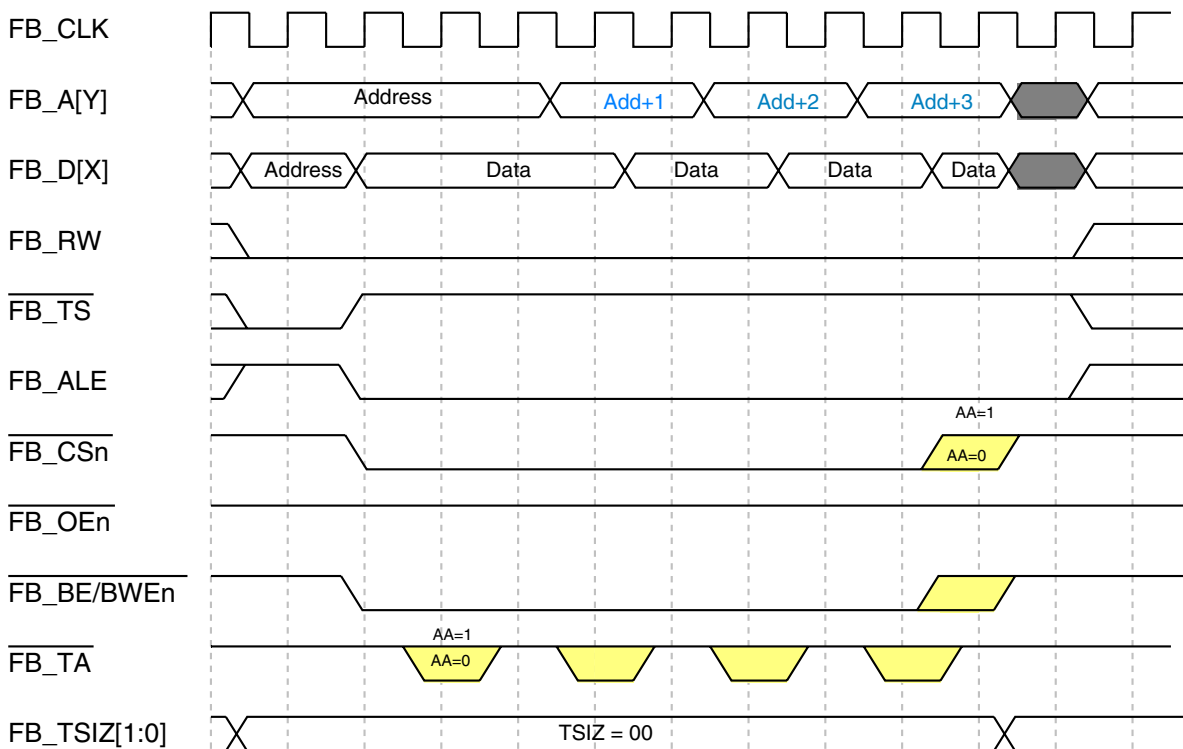 FB_CLK
FB_A[Y] Address Add+1 Add+2 Add+3
FB_D[X] Address Data Data Data Data
FB_RW
FB_TS
FB_ALE
AA=1
FB_CSn AA=0
FB_OEn
FB_BE/BWEn
AA=1
FB_TA AA=0
FB_TSIZ[1:0] TSIZ = 00